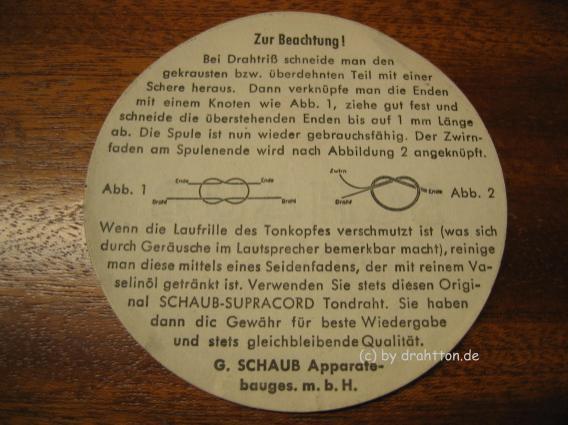 Zur Beachtung!
Bei Drahtriß schneide man den
gekrausten bzw. überdehnten Teil mit einer
Schere heraus. Dann verknüpfe man die Enden
mit einem Knoten wie Abb. 1, ziehe gut fest und
schneide die überstehenden Enden bis auf 1 mm Länge
ab. Die Spule ist nun wieder gebrauchsfähig. Der Zwirn-
faden am Spulenende wird nach Abbildung 2 angeknüpft.
Abb. 1
Ende Ende
Draht Draht
Zwirn
Draht
Ende
Abb. 2
Wenn die Laufrille des Tonkopfes verschmutzt ist (was sich
durch Geräusche im Lautsprecher bemerkbar macht), reinige
man diese mittels eines Seidenfadens, der mit reinem Va-
selinöl getränkt ist. Verwenden Sie stets diesen Origi-
nal SCHAUB-SUPRACORD Tondraht. Sie haben
dann die Gewähr für beste Wiedergabe
und stets gleichbleibende Qualität.
G. SCHAUB Apparate-
bauges. m. b. H.
(c) by drahtton.de